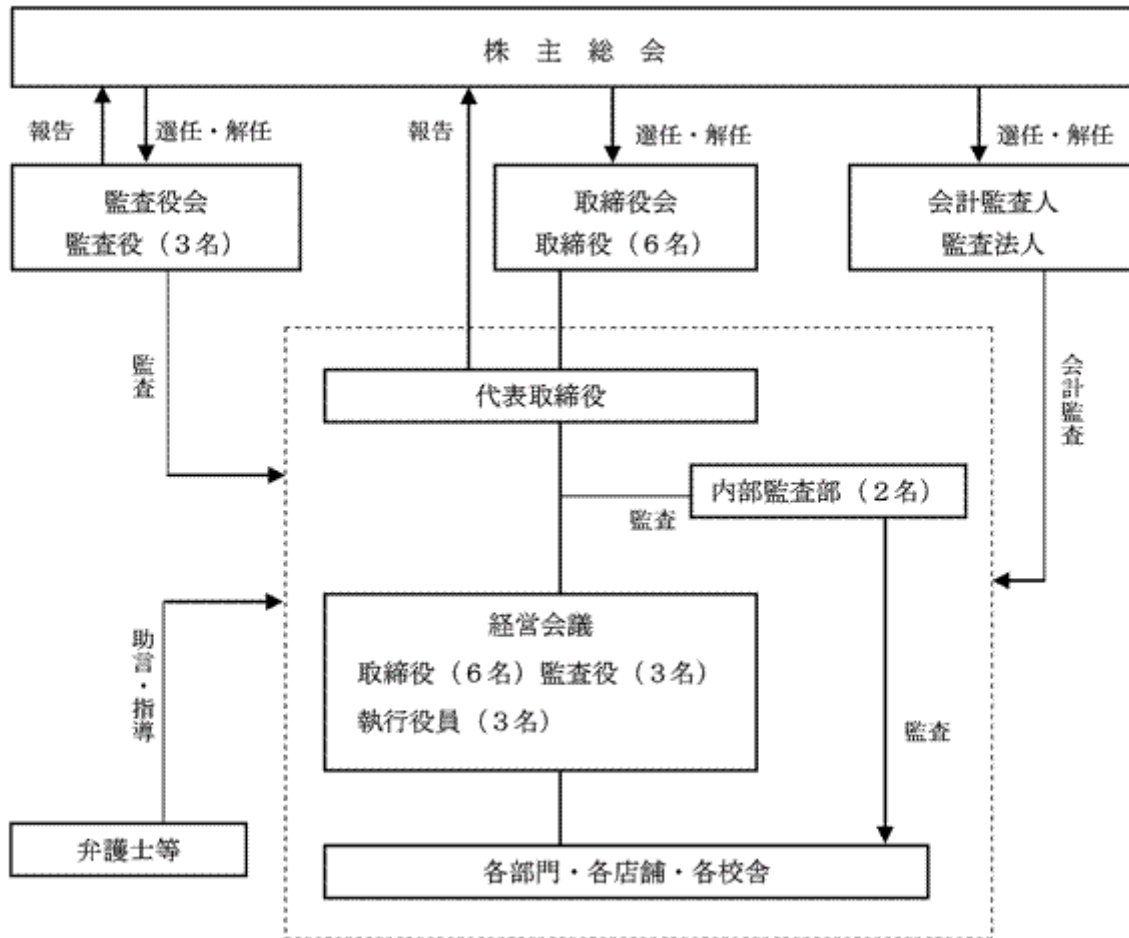 株主総会
報告
選任・解任
報告
選任・解任
選任・解任
監査役会
監査役（３名）
取締役会
取締役（６名）
会計監査人
監査法人
監査
会計監査
代表取締役
内部監査部（２名）
監査
経営会議
取締役（６名）監査役（３名）
執行役員（３名）
助言・指導
監査
弁護士等
各部門・各店舗・各校舎